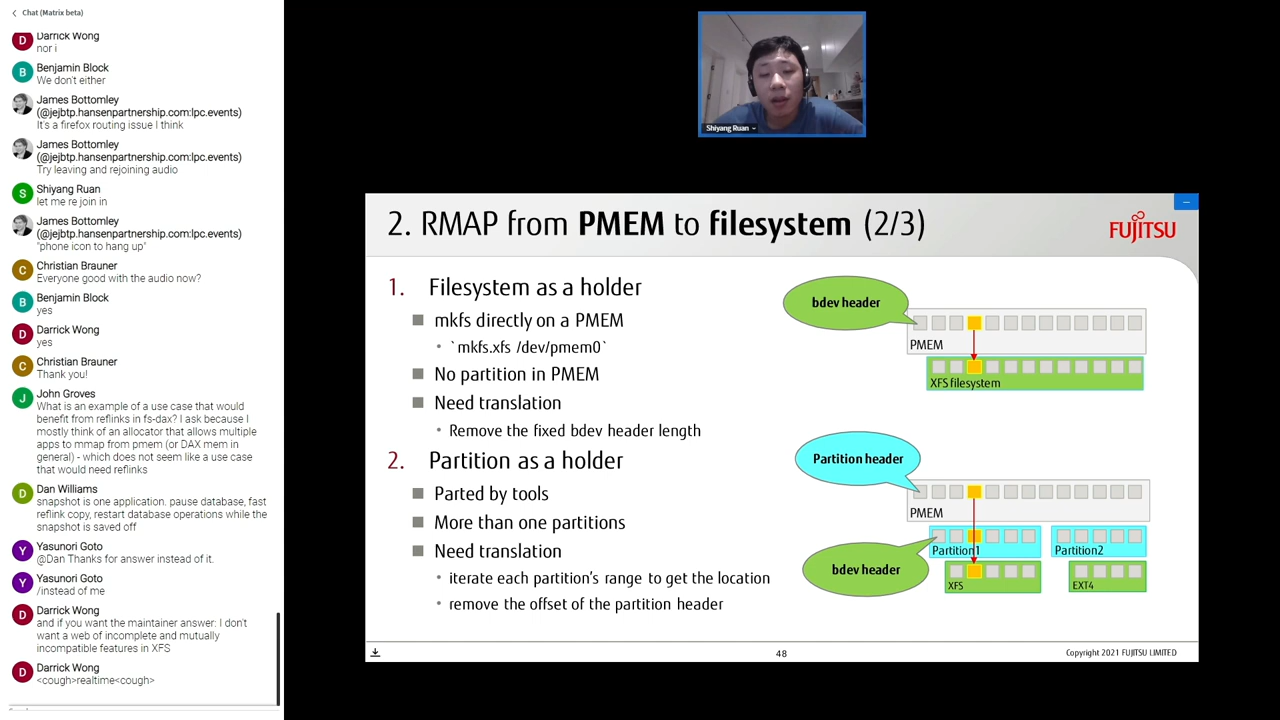 Chat (Matrix beta)
Darrick Wong
nor i
Benjamin Block
We don't either
James Bottomley
(@jejbtp.hansenpartnership.com:lpc.events)
It's a firefox routing issue I think
James Bottomley
(@jejbtp.hansenpartnership.com:lpc.events)
Try leaving and rejoining audio
Shiyang Ruan
let me re join in
James Bottomley
(@jejbtp.hansenpartnership.com:lpc.events)
"phone icon to hang up"
Christian Brauner
Everyone good with the audio now?
Benjamin Block
yes
Darrick Wong
yes
Christian Brauner
Thank you!
John Groves
What is an example of a use case that would
benefit from reflinks in fs-dax? I ask because I
mostly think of an allocator that allows multiple
apps to mmap from pmem (or DAX mem in
general) - which does not seem like a use case
that would need reflinks
Dan Williams
snapshot is one application. pause database, fast
reflink copy, restart database operations while the
snapshot is saved off
Yasunori Goto
@Dan Thanks for answer instead of it.
Yasunori Goto
/instead of me
Darrick Wong
and if you want the maintainer answer: I don't
want a web of incomplete and mutually
incompatible features in XFS
Darrick Wong
<cough>realtime<cough>
D
B
S
C
B
D
C
J
D
Y
Y
D
D
Shiyang Ruan
2. RMAP from PMEM to filesystem (2/3)
FUJITSU
1. Filesystem as a holder
mkfs directly on a PMEM
`mkfs.xfs /dev/pmem0`
No partition in PMEM
Need translation
Remove the fixed bdev header length
2. Partition as a holder
Parted by tools
More than one partitions
Need translation
iterate each partition's range to get the location
remove the offset of the partition header
bdev header
PMEM
XFS filesystem
Partition header
PMEM
Partition1
Partition2
bdev header
XFS
EXT4
48
Copyright 2021 FUJITSU LIMITED